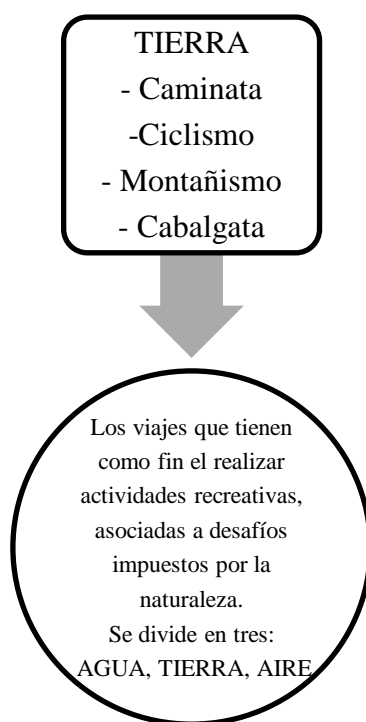 TIERRA
- Caminata
-Ciclismo
- Montañismo
- Cabalgata
Los viajes que tienen
como fin el realizar
actividades recreativas,
asociadas a desafíos
impuestos por la
naturaleza.
Se divide en tres:
AGUA, TIERRA, AIRE